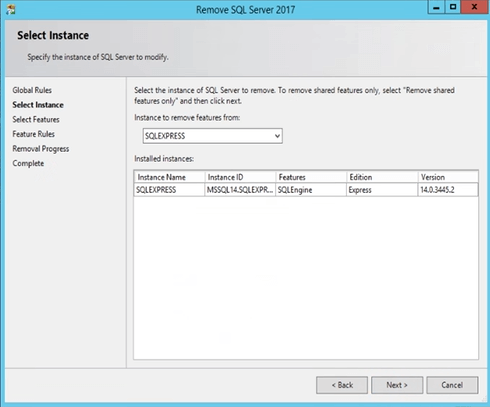 Remove SQL Server 2017
Select Instance
Specify the instance of SQL Server to modify.
Global Rules
Select Instance
Select Features
Feature Rules
Removal Progress
Complete
Select the instance of SQL Server to remove. To remove shared features only, select "Remove shared
features only" and then click next.
Instance to remove features from:
SQLEXPRESS
Installed instances:
Instance Name Instance ID Features Edition Version
SQLEXPRESS MSSQL14.SQLEXPR... SQLEngine Express 14.0.3445.2
< Back Next > Cancel